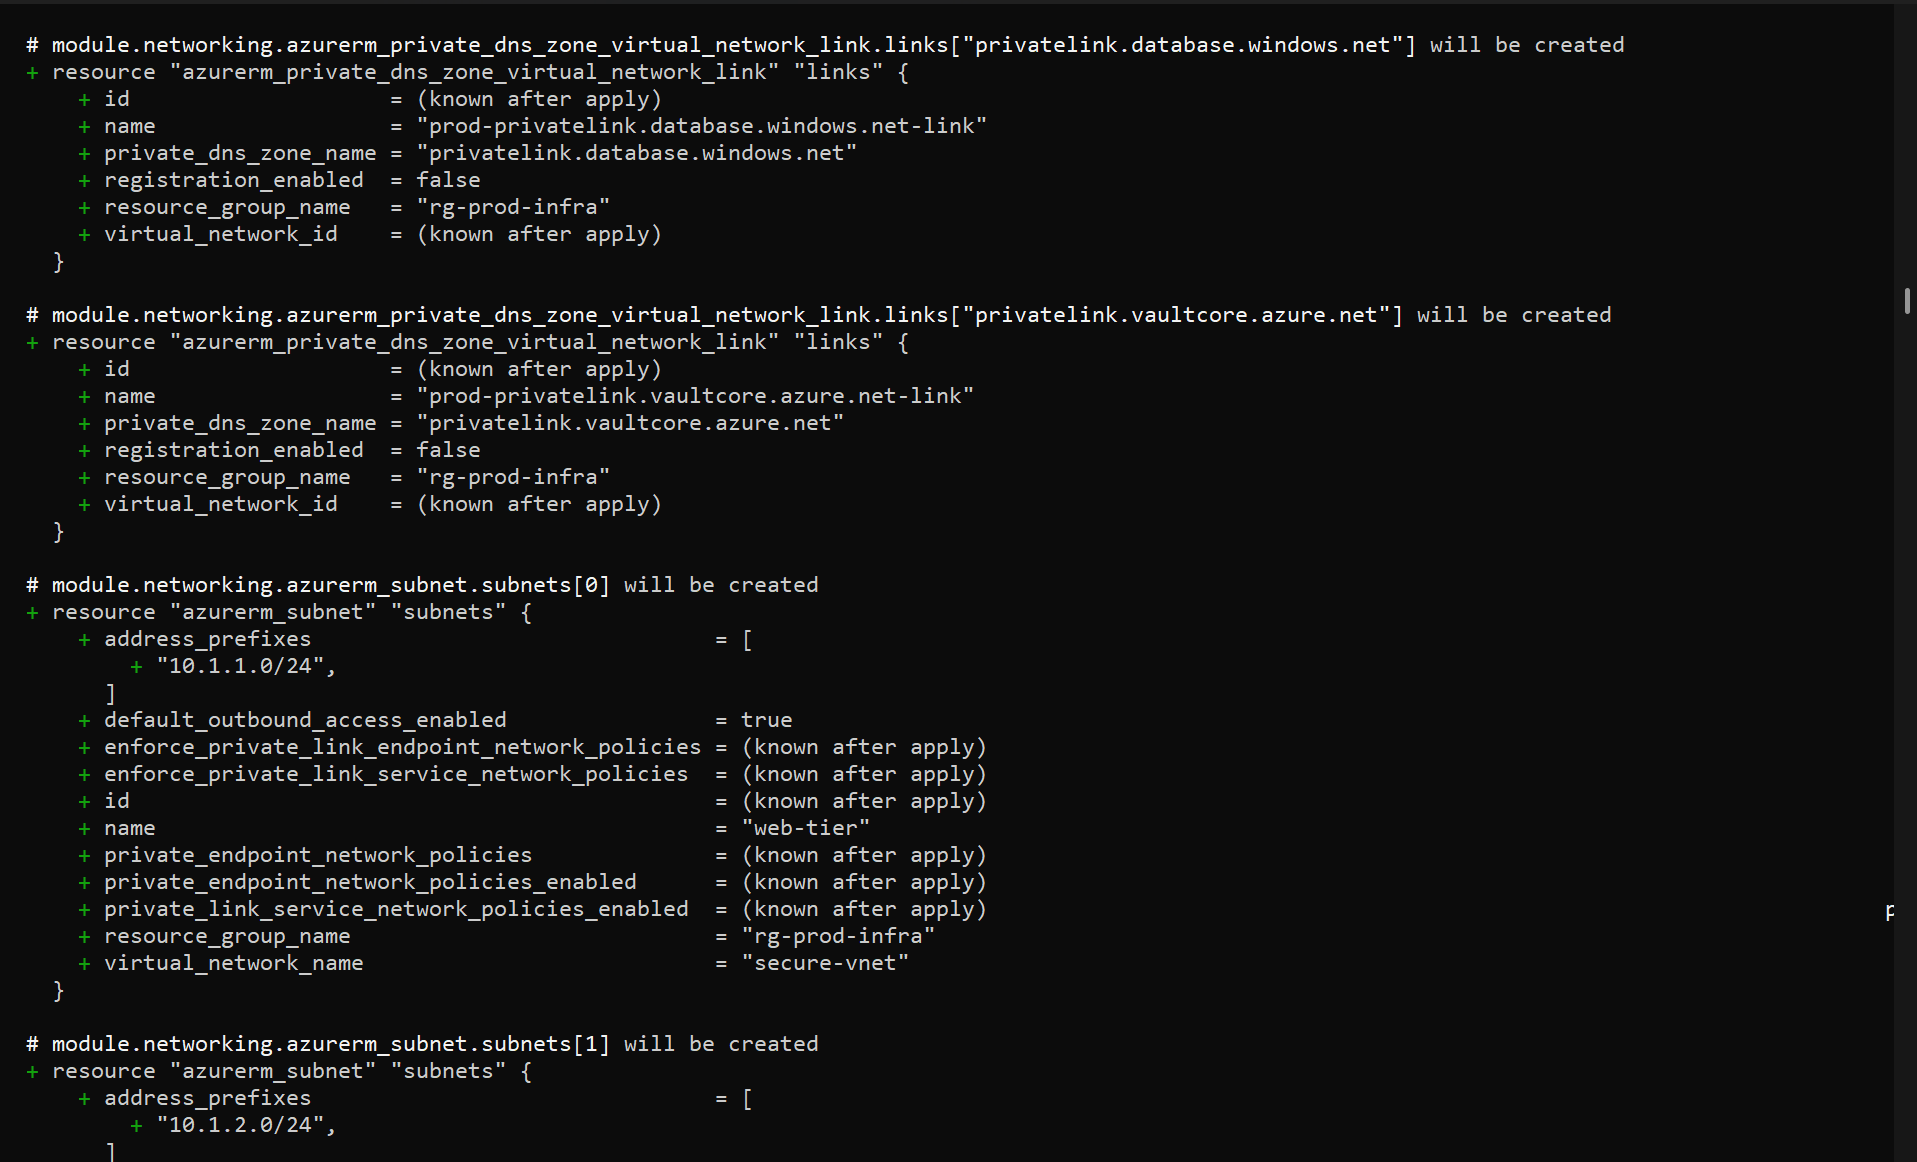 # module.networking.azurerm_private_dns_zone_virtual_network_link.links["privatelink.database.windows.net"] will be created
+ resource "azurerm_private_dns_zone_virtual_network_link" "links" {
    + id                    = (known after apply)
    + name                  = "prod-privatelink.database.windows.net-link"
    + private_dns_zone_name = "privatelink.database.windows.net"
    + registration_enabled  = false
    + resource_group_name   = "rg-prod-infra"
    + virtual_network_id    = (known after apply)
  }

# module.networking.azurerm_private_dns_zone_virtual_network_link.links["privatelink.vaultcore.azure.net"] will be created
+ resource "azurerm_private_dns_zone_virtual_network_link" "links" {
    + id                    = (known after apply)
    + name                  = "prod-privatelink.vaultcore.azure.net-link"
    + private_dns_zone_name = "privatelink.vaultcore.azure.net"
    + registration_enabled  = false
    + resource_group_name   = "rg-prod-infra"
    + virtual_network_id    = (known after apply)
  }

# module.networking.azurerm_subnet.subnets[0] will be created
+ resource "azurerm_subnet" "subnets" {
    + address_prefixes                               = [
        + "10.1.1.0/24",
      ]
    + default_outbound_access_enabled                = true
    + enforce_private_link_endpoint_network_policies = (known after apply)
    + enforce_private_link_service_network_policies  = (known after apply)
    + id                                             = (known after apply)
    + name                                           = "web-tier"
    + private_endpoint_network_policies              = (known after apply)
    + private_endpoint_network_policies_enabled      = (known after apply)
    + private_link_service_network_policies_enabled  = (known after apply)
    + resource_group_name                            = "rg-prod-infra"
    + virtual_network_name                           = "secure-vnet"
  }

# module.networking.azurerm_subnet.subnets[1] will be created
+ resource "azurerm_subnet" "subnets" {
    + address_prefixes                               = [
        + "10.1.2.0/24",
      ]